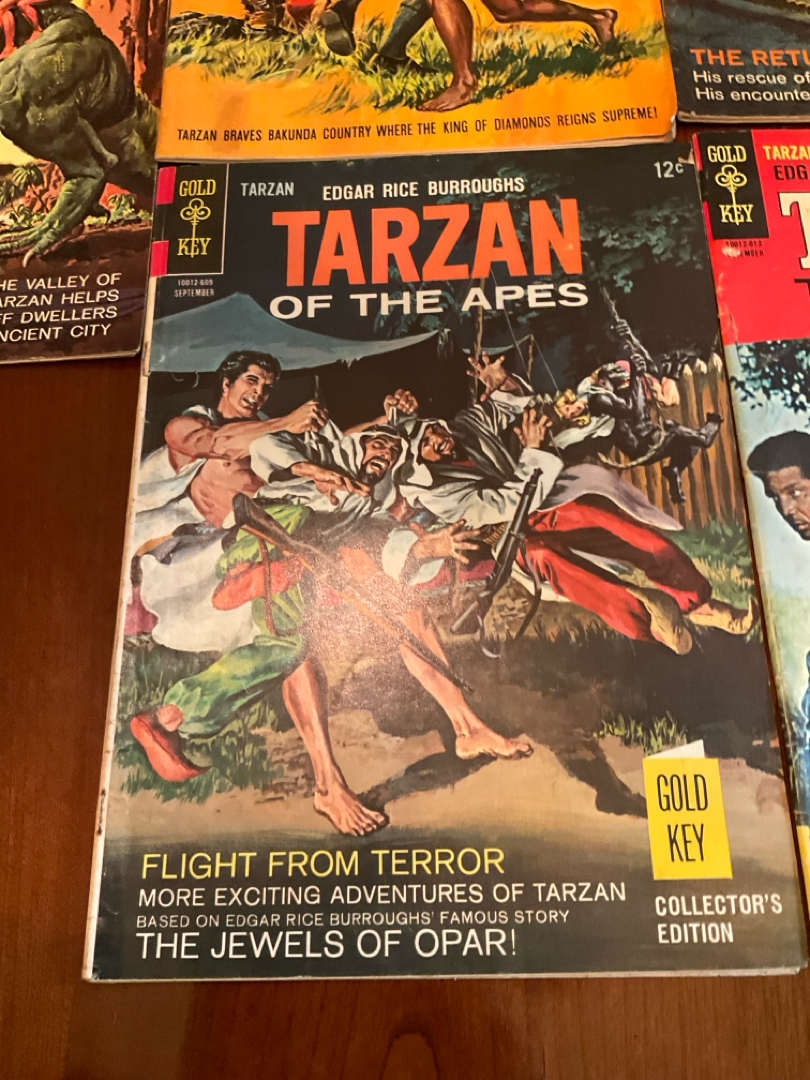 TARZAN BRAVES BAKUNDA COUNTRY WHERE THE KING OF DIAMONDS REIGNS SUPREME!
THE RETU
His rescue of
His encounte
HE VALLEY OF
ARZAN HELPS
FF DWELLERS
NCIENT CITY
GOLD
KEY
10012-609
SEPTEMBER
TARZAN
EDGAR RICE BURROUGHS
12¢
TARZAN
OF THE APES
GOLD
KEY
COLLECTOR'S
EDITION
FLIGHT FROM TERROR
MORE EXCITING ADVENTURES OF TARZAN
BASED ON EDGAR RICE BURROUGHS' FAMOUS STORY
THE JEWELS OF OPAR!
GOLD
KEY
TARZAN
EDG
T